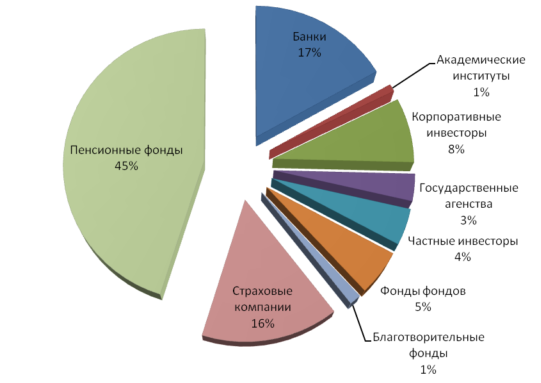 Банки
17%
Академические
институты
1%
Корпоративные
инвесторы
8%
Государственные
агенства
3%
Частные инвесторы
4%
Фонды фондов
5%
Благотворительные
фонды
1%
Страховые
компании
16%
Пенсионные фонды
45%